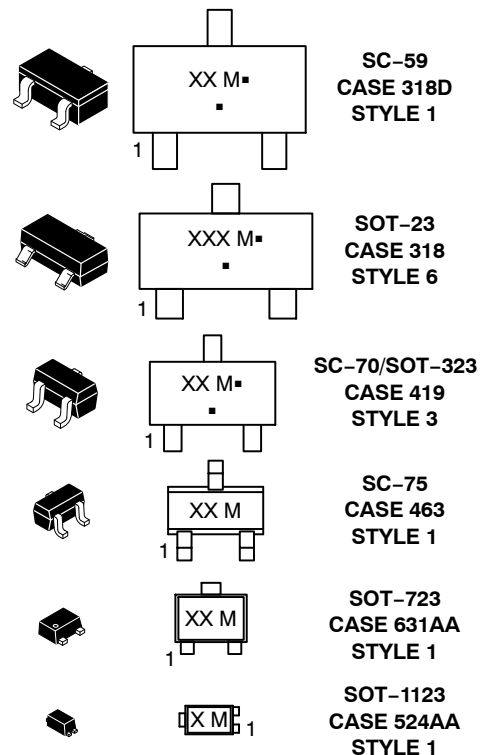 XX M▪
▪
1
SC−59
CASE 318D
STYLE 1
XXX M▪
▪
1
SOT−23
CASE 318
STYLE 6
XX M▪
▪
1
SC−70/SOT−323
CASE 419
STYLE 3
XX M
1
SC−75
CASE 463
STYLE 1
XX M
1
SOT−723
CASE 631AA
STYLE 1
X M
1
SOT−1123
CASE 524AA
STYLE 1